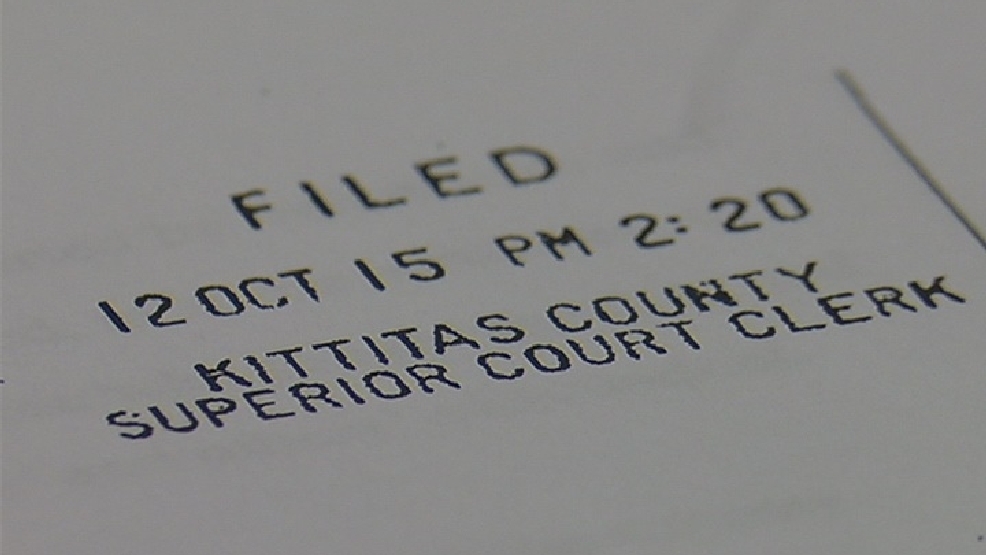 FILED
12 OCT 15 PM 2:20
KITTITAS COUNTY
SUPERIOR COURT CLERK